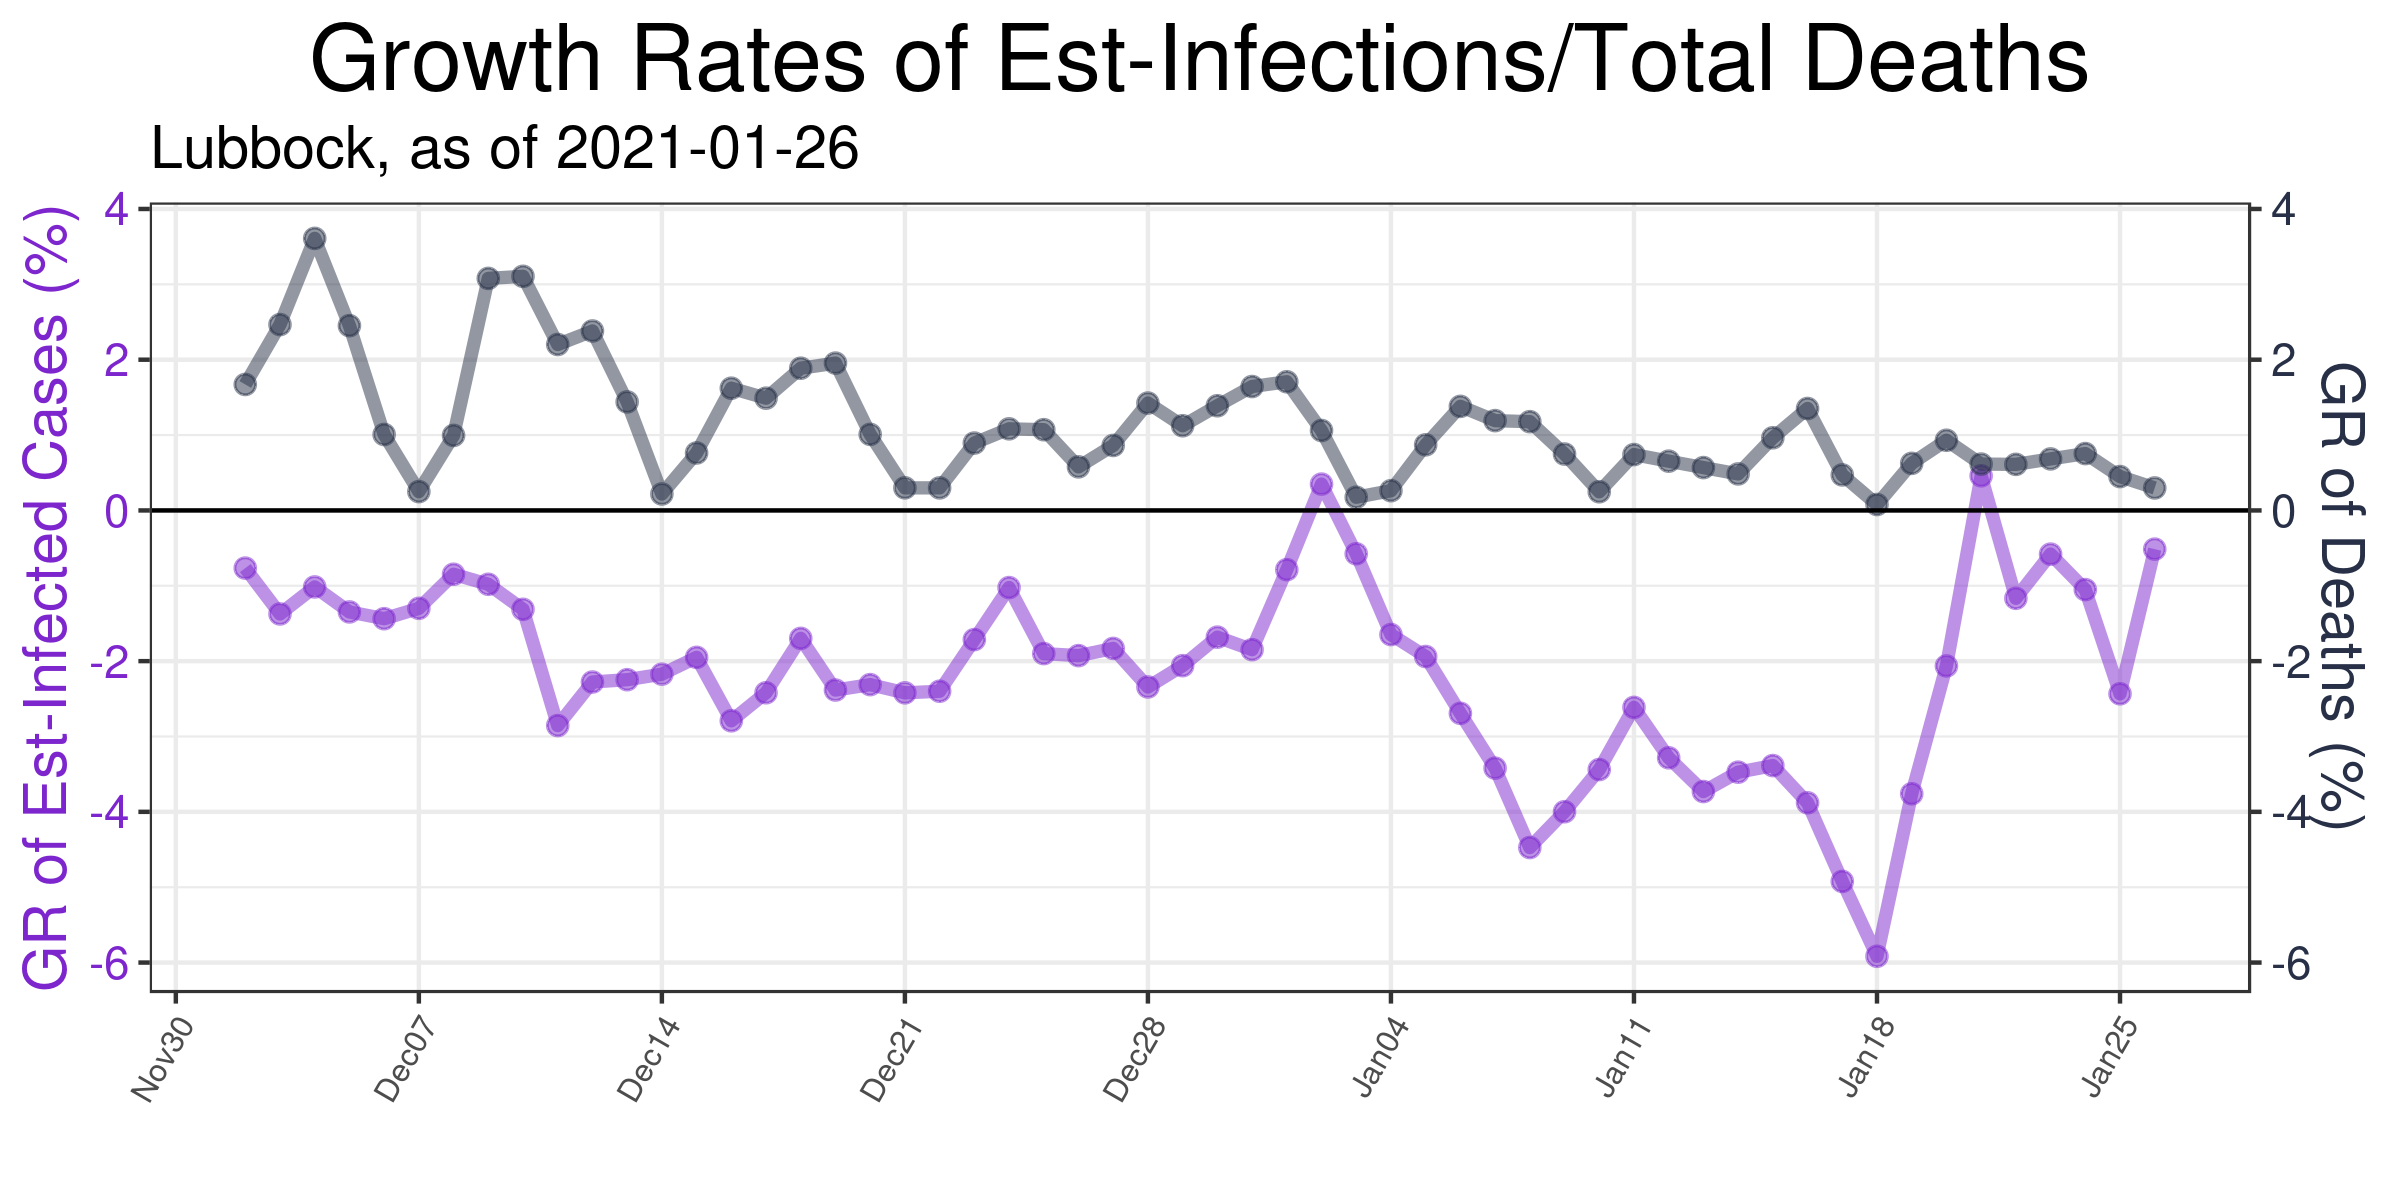 Growth Rates of Est-Infections/Total Deaths
Lubbock, as of 2021-01-26
GR of Est-Infected Cases (%)
4
2
0
-2
-4
-6
4
2
0
-2
-4
-6
GR of Deaths (%)
Nov30
Dec07
Dec14
Dec21
Dec28
Jan04
Jan11
Jan18
Jan25